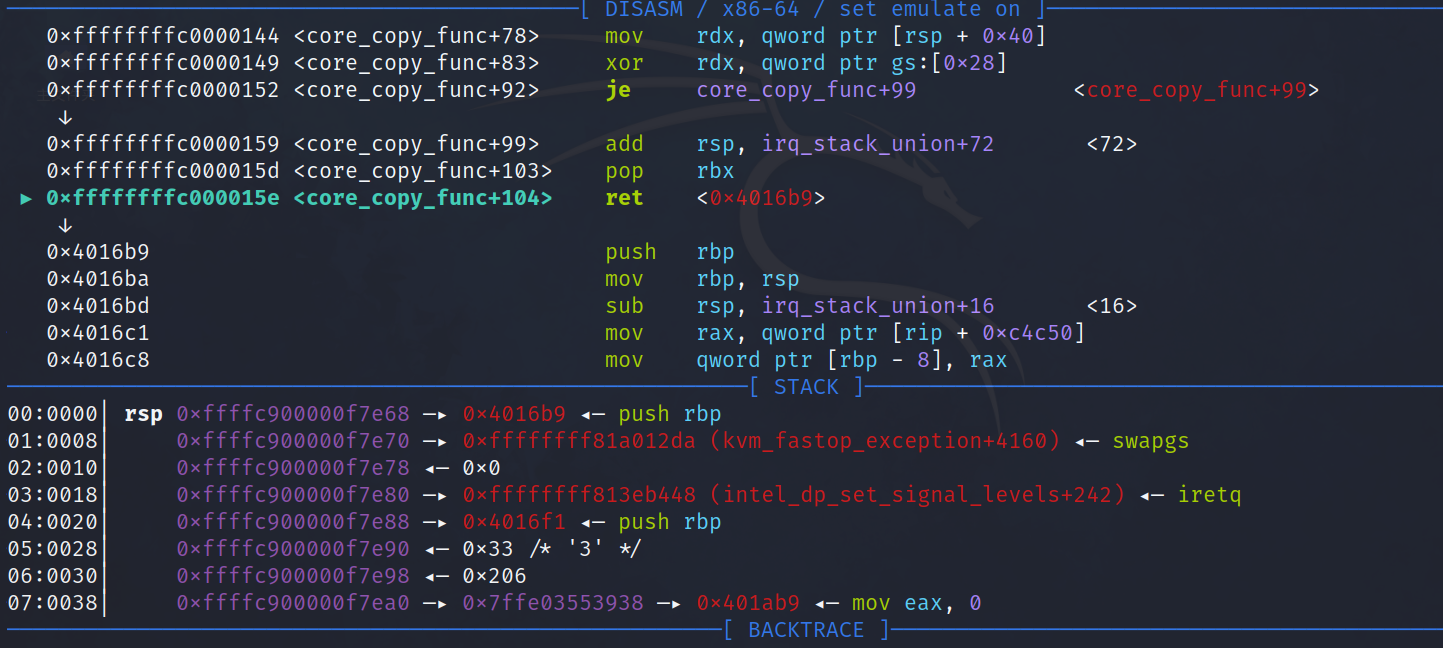 [ DISASM / x86-64 / set emulate on ]
0×ffffffffc0000144 <core_copy_func+78> mov rdx, qword ptr [rsp + 0×40]
0×ffffffffc0000149 <core_copy_func+83> xor rdx, qword ptr gs:[0×28]
0×ffffffffc0000152 <core_copy_func+92> je core_copy_func+99 <core_copy_func+99>
↓
0×ffffffffc0000159 <core_copy_func+99> add rsp, irq_stack_union+72 <72>
0×ffffffffc000015d <core_copy_func+103> pop rbx
► 0×ffffffffc000015e <core_copy_func+104> ret <0×4016b9>
↓
0×4016b9 push rbp
0×4016ba mov rbp, rsp
0×4016bd sub rsp, irq_stack_union+16 <16>
0×4016c1 mov rax, qword ptr [rip + 0×c4c50]
0×4016c8 mov qword ptr [rbp - 8], rax
[ STACK ]
00:0000│ rsp 0×ffffc900000f7e68 —▸ 0×4016b9 ◂— push rbp
01:0008│ 0×ffffc900000f7e70 —▸ 0×ffffffff81a012da (kvm_fastop_exception+4160) ◂— swapgs
02:0010│ 0×ffffc900000f7e78 ◂— 0×0
03:0018│ 0×ffffc900000f7e80 —▸ 0×ffffffff813eb448 (intel_dp_set_signal_levels+242) ◂— iretq
04:0020│ 0×ffffc900000f7e88 —▸ 0×4016f1 ◂— push rbp
05:0028│ 0×ffffc900000f7e90 ◂— 0×33 /* '3' */
06:0030│ 0×ffffc900000f7e98 ◂— 0×206
07:0038│ 0×ffffc900000f7ea0 —▸ 0×7ffe03553938 —▸ 0×401ab9 ◂— mov eax, 0
[ BACKTRACE ]